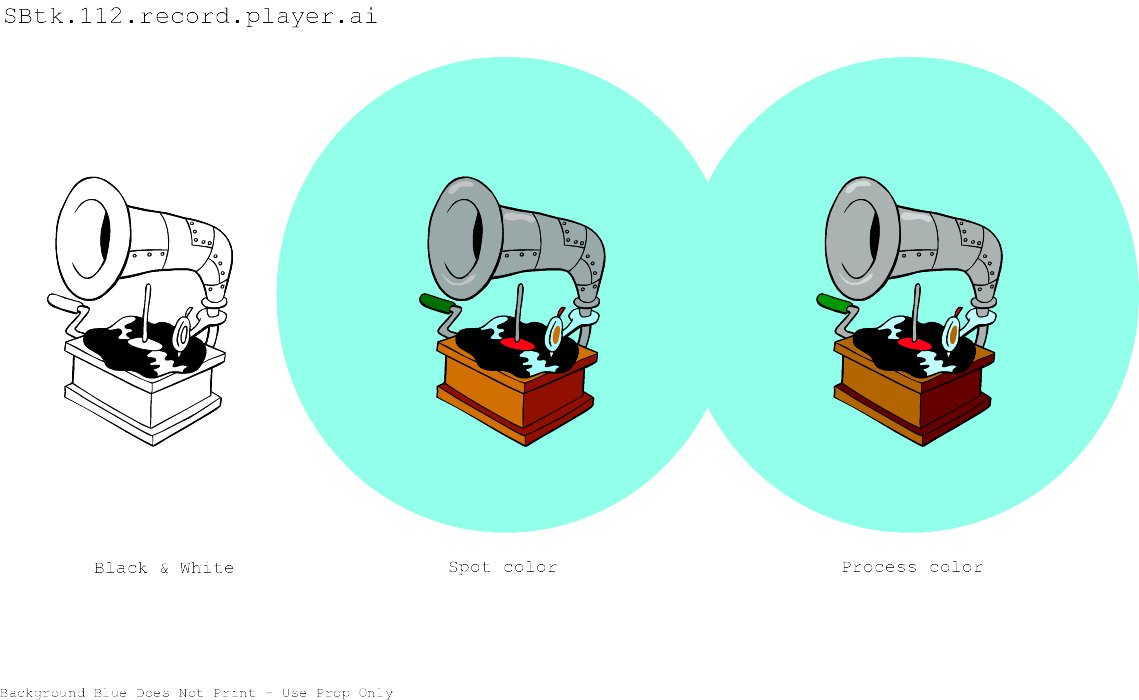 SBtk.112.record.player.ai
Black & White
Spot color
Process color
Background Blue Does Not Print - Use Prop Only